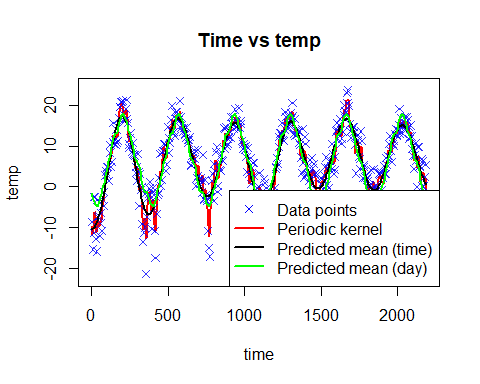 Time vs temp
20
10
0
-10
-20
temp
Data points
Periodic kernel
Predicted mean (time)
Predicted mean (day)
0
500
1000
1500
2000
time